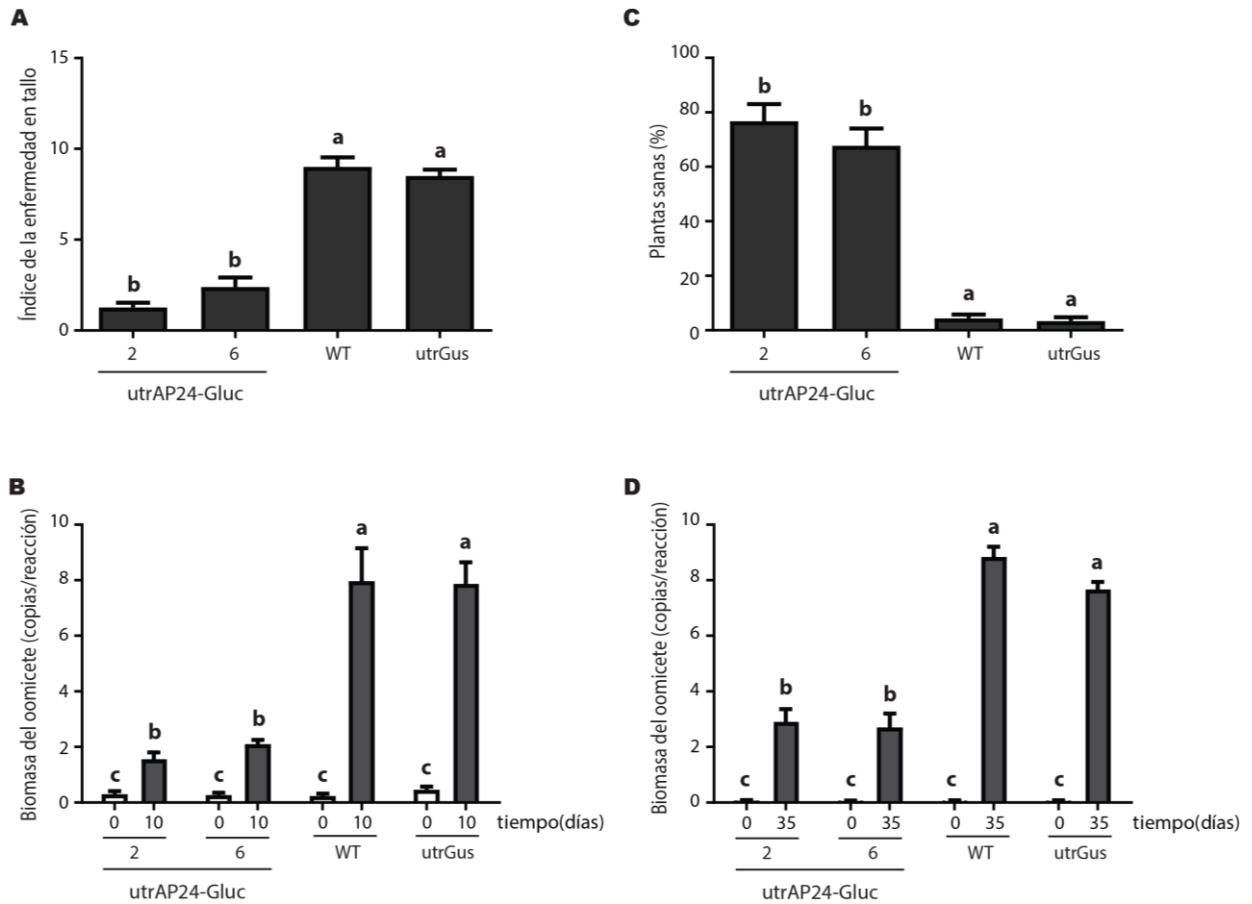 A
Índice de la enfermedad en tallo
15
10
5
0
b
b
a
a
2
6
WT
utrGus
utrAP24-Gluc
C
Plantas sanas (%)
100
80
60
40
20
0
b
b
a
a
2
6
WT
utrGus
utrAP24-Gluc
B
Biomasa del oomicete (copias/reacción)
10
8
6
4
2
0
c
b
c
b
c
a
c
a
0 10 0 10 0 10 0 10 tiempo(días)
2
6
WT
utrGus
utrAP24-Gluc
D
Biomasa del oomicete (copias/reacción)
10
8
6
4
2
0
c
b
c
b
c
a
c
a
0 35 0 35 0 35 0 35 tiempo(días)
2
6
WT
utrGus
utrAP24-Gluc